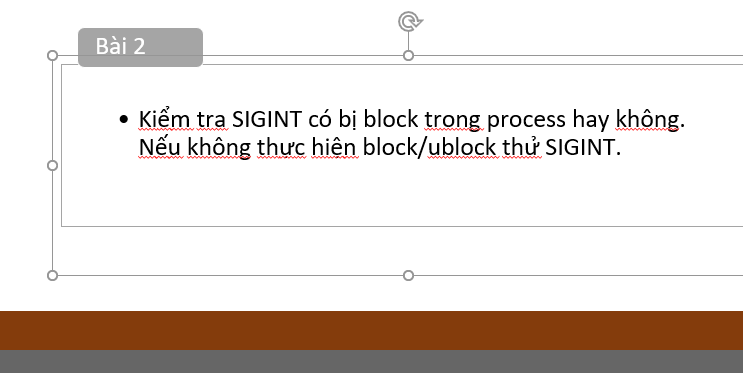 Bài 2
• Kiểm tra SIGINT có bị block trong process hay không.
Nếu không thực hiện block/ublock thử SIGINT.